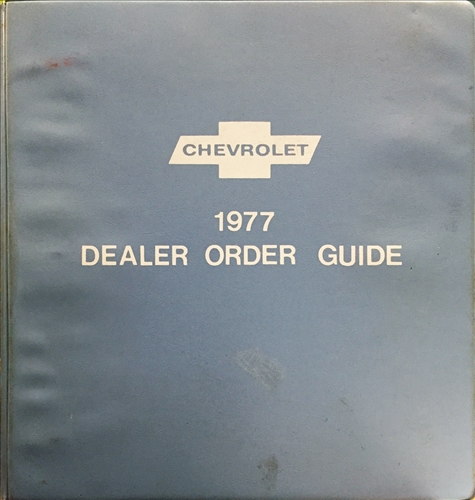 CHEVROLET
1977
DEALER ORDER GUIDE